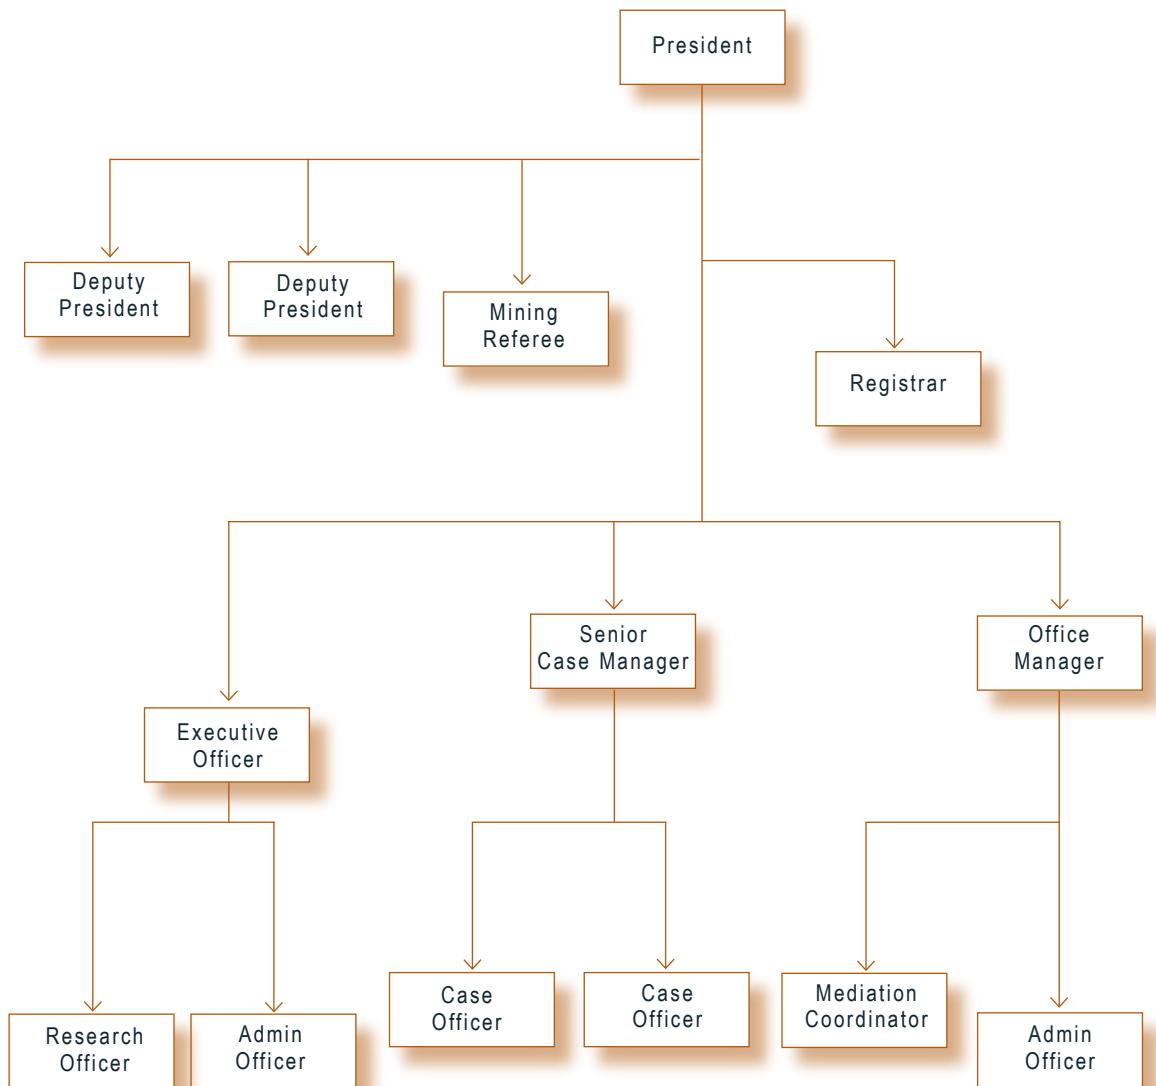 President
Deputy
President
Deputy
President
Mining
Referee
Registrar
Senior
Case Manager
Office
Manager
Executive
Officer
Case
Officer
Case
Officer
Mediation
Coordinator
Research
Officer
Admin
Officer
Admin
Officer